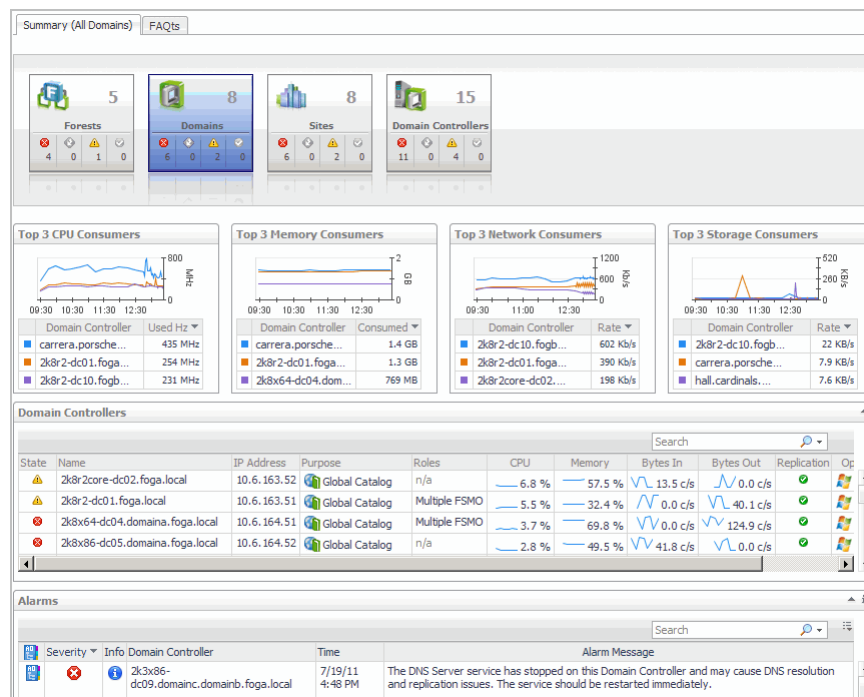 Summary (All Domains) FAQts
5 8 8 15
Forests Domains Sites Domain Controllers
4 0 1 0 6 0 2 0 6 0 2 0 11 0 4 0
Top 3 CPU Consumers Top 3 Memory Consumers Top 3 Network Consumers Top 3 Storage Consumers
800 2 1200 520
MHz GB 600 Kb/s 260 KB/s
0 0 0 0
09:30 10:30 11:30 12:30 09:30 10:30 11:30 12:30 09:30 11:00 12:30 09:30 10:30 11:30 12:30
Domain Controller Used Hz Domain Controller Consumed Domain Controller Rate Domain Controller Rate
carrera.porsche... 435 MHz carrera.porsche... 1.4 GB 2k8r2-dc10.fogb... 602 Kb/s 2k8r2-dc10.fogb... 22 KB/s
2k8r2-dc01.foga... 254 MHz 2k8r2-dc01.foga... 1.3 GB 2k8r2-dc01.foga... 390 Kb/s carrera.porsche... 7.9 KB/s
2k8r2-dc10.fogb... 231 MHz 2k8x64-dc04.dom... 769 MB 2k8r2core-dc02.... 198 Kb/s hall.cardinals.... 7.6 KB/s
Domain Controllers
Search
State Name IP Address Purpose Roles CPU Memory Bytes In Bytes Out Replication Op
2k8r2core-dc02.foga.local 10.6.163.52 Global Catalog n/a 6.8 % 57.5 % 13.5 c/s 0.0 c/s
2k8r2-dc01.foga.local 10.6.163.51 Global Catalog Multiple FSMO 5.5 % 32.4 % 0.0 c/s 40.1 c/s
2k8x64-dc04.domaina.foga.local 10.6.164.51 Global Catalog Multiple FSMO 3.7 % 69.8 % 0.0 c/s 124.9 c/s
2k8x86-dc05.domaina.foga.local 10.6.164.52 Global Catalog n/a 2.8 % 49.5 % 41.8 c/s 0.0 c/s
Alarms
Search
Severity Info Domain Controller Time Alarm Message
2k3x86- 7/19/11 The DNS Server service has stopped on this Domain Controller and may cause DNS resolution
dc09.domainc.domainb.foga.local 4:48 PM and replication issues. The service should be restarted immediately.